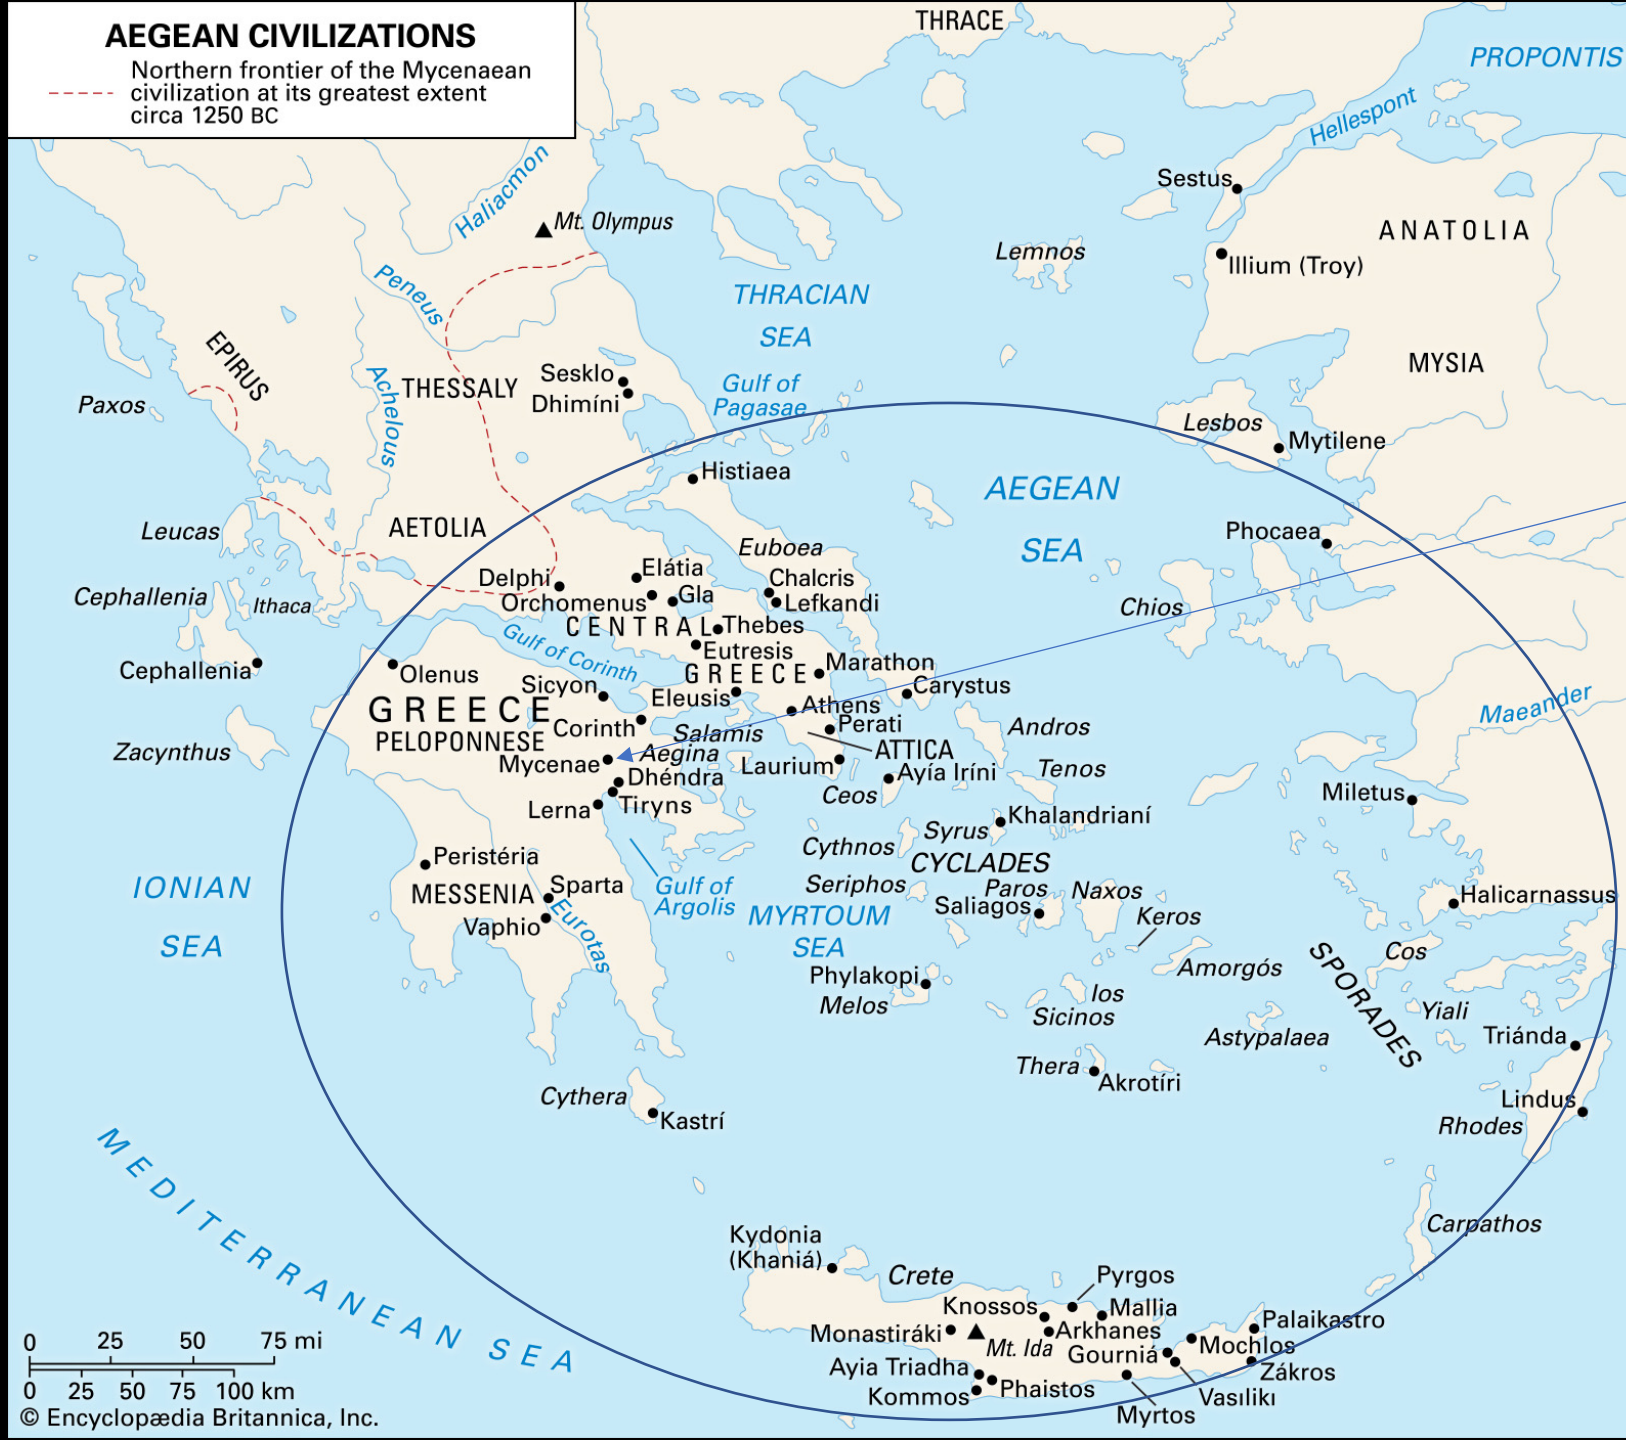 AEGEAN CIVILIZATIONS
Northern frontier of the Mycenaean
civilization at its greatest extent
circa 1250 BC
THRACE
PROPONTIS
Hellespont
Haliacmon
Mt. Olympus
Sestus
ANATOLIA
Lemnos
Illium (Troy)
Peneus
THRACIAN
SEA
EPIRUS
MYSIA
Achelous
THESSALY
Sesklo
Dhimíni
Gulf of
Pagasae
Paxos
Lesbos
Mytilene
Histiaea
AEGEAN
SEA
Leucas
AETOLIA
Phocaea
Euboea
Cephallenia
Ithaca
Delphi
Elátia
Chalcris
Orchomenus
Gla
Lefkandi
Chios
CENTRAL
Thebes
Gulf of Corinth
Eutresis
Cephallenia
Olenus
GREECE
Marathon
Sicyon
Eleusis
Carystus
Maeander
GREECE
Athens
Corinth
Salamis
Perati
Andros
PELOPONNESE
Zacynthus
Aegina
ATTICA
Mycenae
Laurium
Ayía Iríni
Tenos
Dhéndra
Ceos
Miletus
Lerna
Tiryns
Khalandrianí
Syrus
Cythnos
Peristéria
CYCLADES
IONIAN
SEA
MESSENIA
Sparta
Gulf of
Argolis
Seriphos
Paros
Naxos
Halicarnassus
Saliagos
Vaphio
Eurotas
MYRTOUM
SEA
Keros
Cos
SPORADES
Amorgós
Phylakopi
Melos
Ios
Sicinos
Yiali
Astypalaea
Triánda
Thera
Akrotíri
Cythera
Kastrí
Lindus
Rhodes
MEDITERRANEAN SEA
Carpathos
Kydonia
(Khaniá)
Crete
Pyrgos
Knossos
Mallia
Palaikastro
Monastiráki
Mt. Ida
Arkhanes
Mochlos
Gourniá
Zákros
Ayia Triadha
Phaistos
Kommos
Vasiliki
Myrtos
0 25 50 75 mi
0 25 50 75 100 km
© Encyclopædia Britannica, Inc.